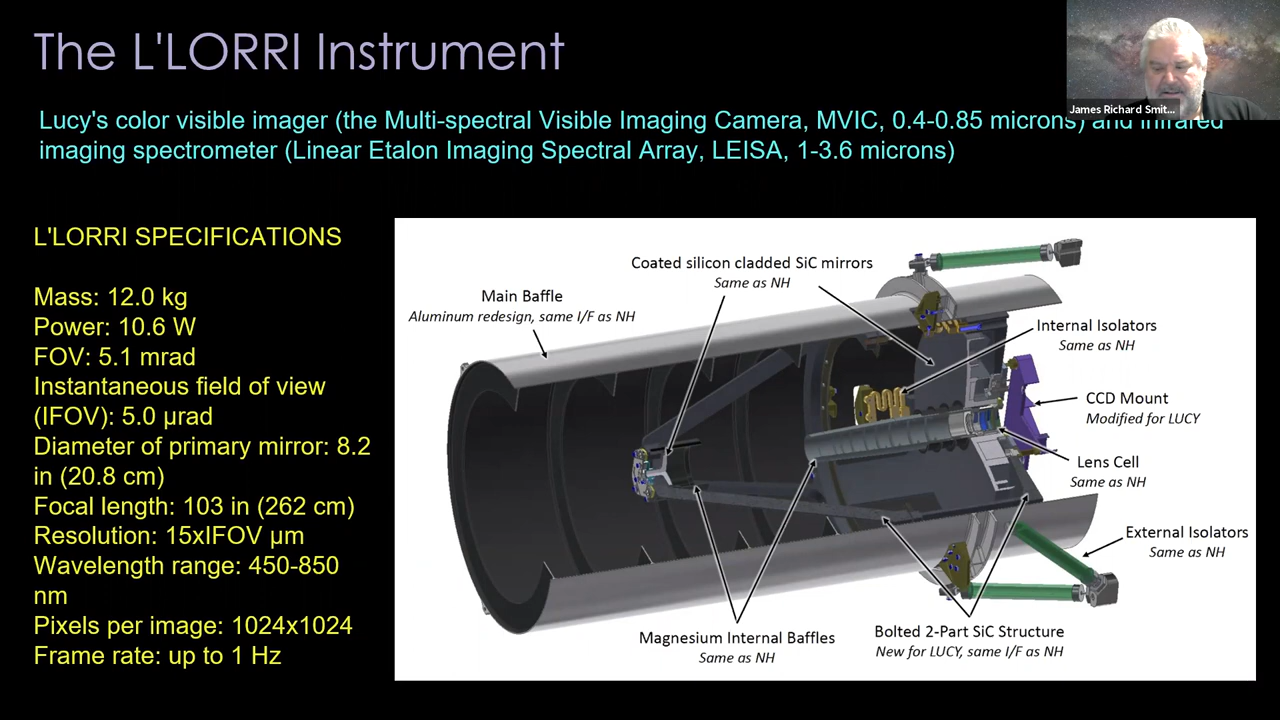 The L'LORRI Instrument
James Richard Smit...
Lucy's color visible imager (the Multi-spectral Visible Imaging Camera, MVIC, 0.4-0.85 microns) and infrared
imaging spectrometer (Linear Etalon Imaging Spectral Array, LEISA, 1-3.6 microns)
L'LORRI SPECIFICATIONS
Mass: 12.0 kg
Power: 10.6 W
FOV: 5.1 mrad
Instantaneous field of view
(IFOV): 5.0 µrad
Diameter of primary mirror: 8.2
in (20.8 cm)
Focal length: 103 in (262 cm)
Resolution: 15xIFOV µm
Wavelength range: 450-850
nm
Pixels per image: 1024x1024
Frame rate: up to 1 Hz
Coated silicon cladded SiC mirrors
Same as NH
Main Baffle
Aluminum redesign, same I/F as NH
Internal Isolators
Same as NH
CCD Mount
Modified for LUCY
Lens Cell
Same as NH
External Isolators
Same as NH
Magnesium Internal Baffles
Same as NH
Bolted 2-Part SiC Structure
New for LUCY, same I/F as NH